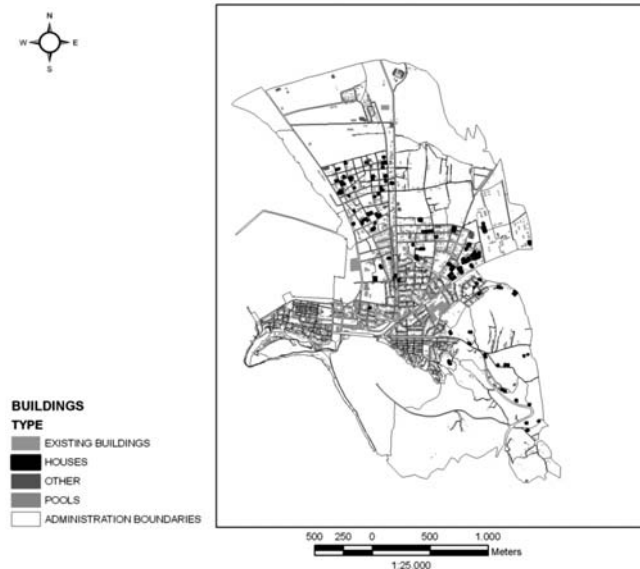 N
W E
S
BUILDINGS
TYPE
EXISTING BUILDINGS
HOUSES
OTHER
POOLS
ADMINISTRATION BOUNDARIES
500 250 0 500 1.000
Meters
1:25.000